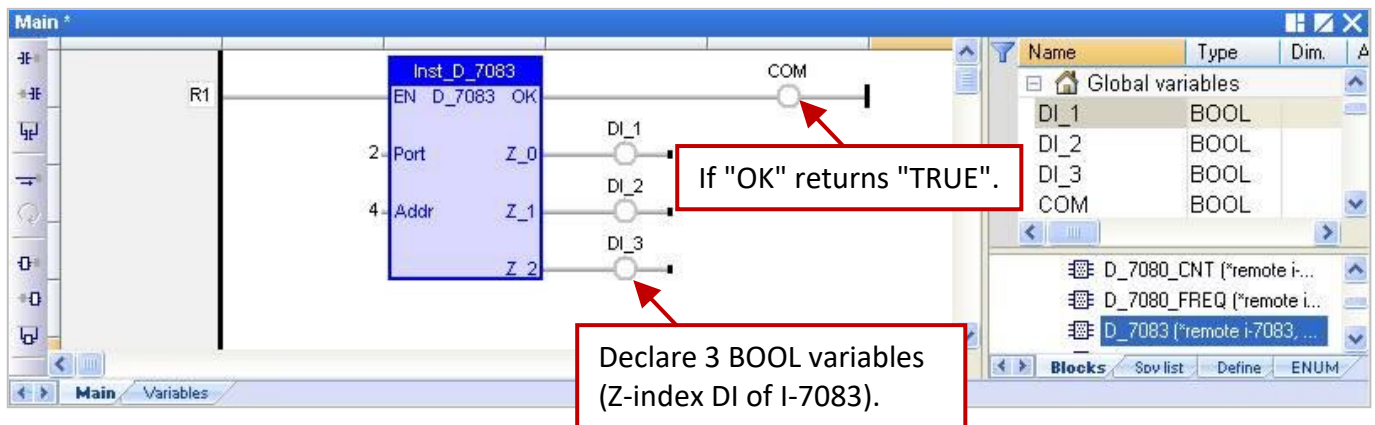 Main *
Name Type Dim. A
Global variables
DI_1 BOOL
DI_2 BOOL
DI_3 BOOL
COM BOOL
R1
Inst_D_7083
EN D_7083 OK
COM
DI_1
2 Port Z_0
DI_2
4 Addr Z_1
DI_3
Z_2
If "OK" returns "TRUE".
Declare 3 BOOL variables
(Z-index DI of I-7083).
D_7080_CNT (*remote i-...
D_7080_FREQ (*remote i...
D_7083 (*remote i-7083, ...
Blocks Spy list Define ENUM
Main Variables